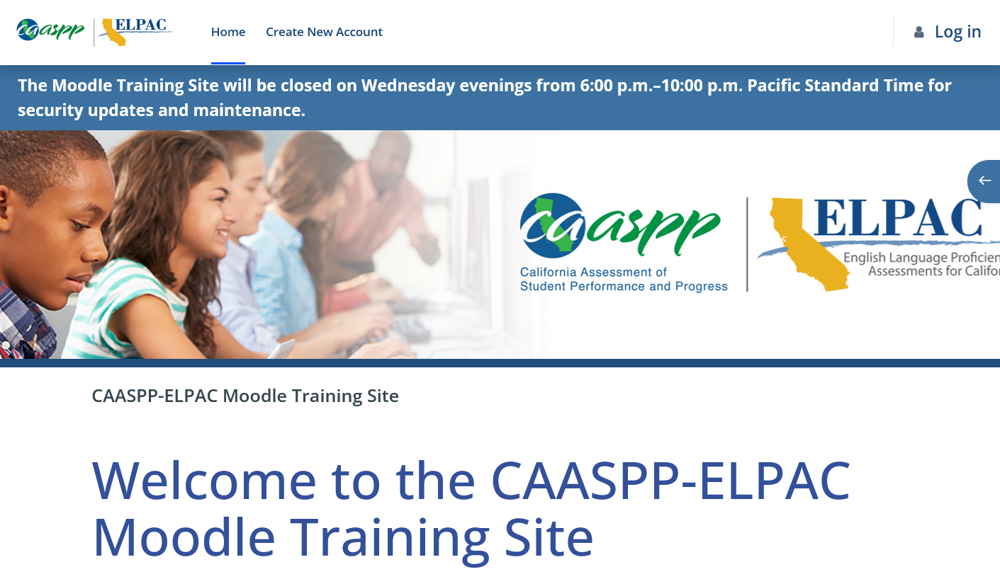 caaspp
ELPAC
Home
Create New Account
Log in
The Moodle Training Site will be closed on Wednesday evenings from 6:00 p.m.–10:00 p.m. Pacific Standard Time for
security updates and maintenance.
caaspp
California Assessment of
Student Performance and Progress
ELPAC
English Language
Assessments for
CAASPP-ELPAC Moodle Training Site
Welcome to the CAASPP-ELPAC
Moodle Training Site